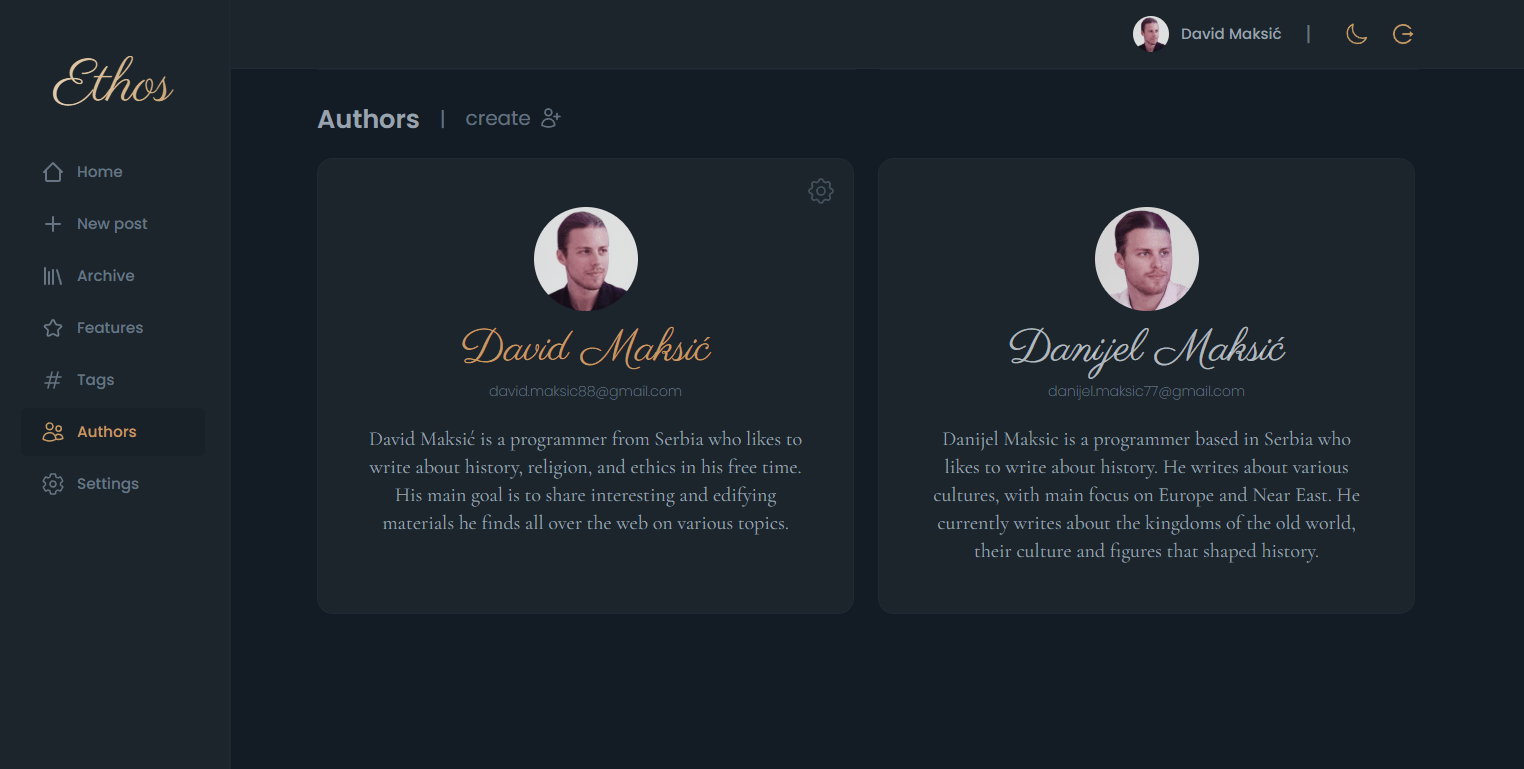 Ethos
Home
New post
Archive
Features
Tags
Authors
Settings
David Maksić |
Authors | create
David Maksić
david.maksic88@gmail.com
David Maksić is a programmer from Serbia who likes to
write about history, religion, and ethics in his free time.
His main goal is to share interesting and edifying
materials he finds all over the web on various topics.
Danijel Maksić
danijel.maksic77@gmail.com
Danijel Maksic is a programmer based in Serbia who
likes to write about history. He writes about various
cultures, with main focus on Europe and Near East. He
currently writes about the kingdoms of the old world,
their culture and figures that shaped history.